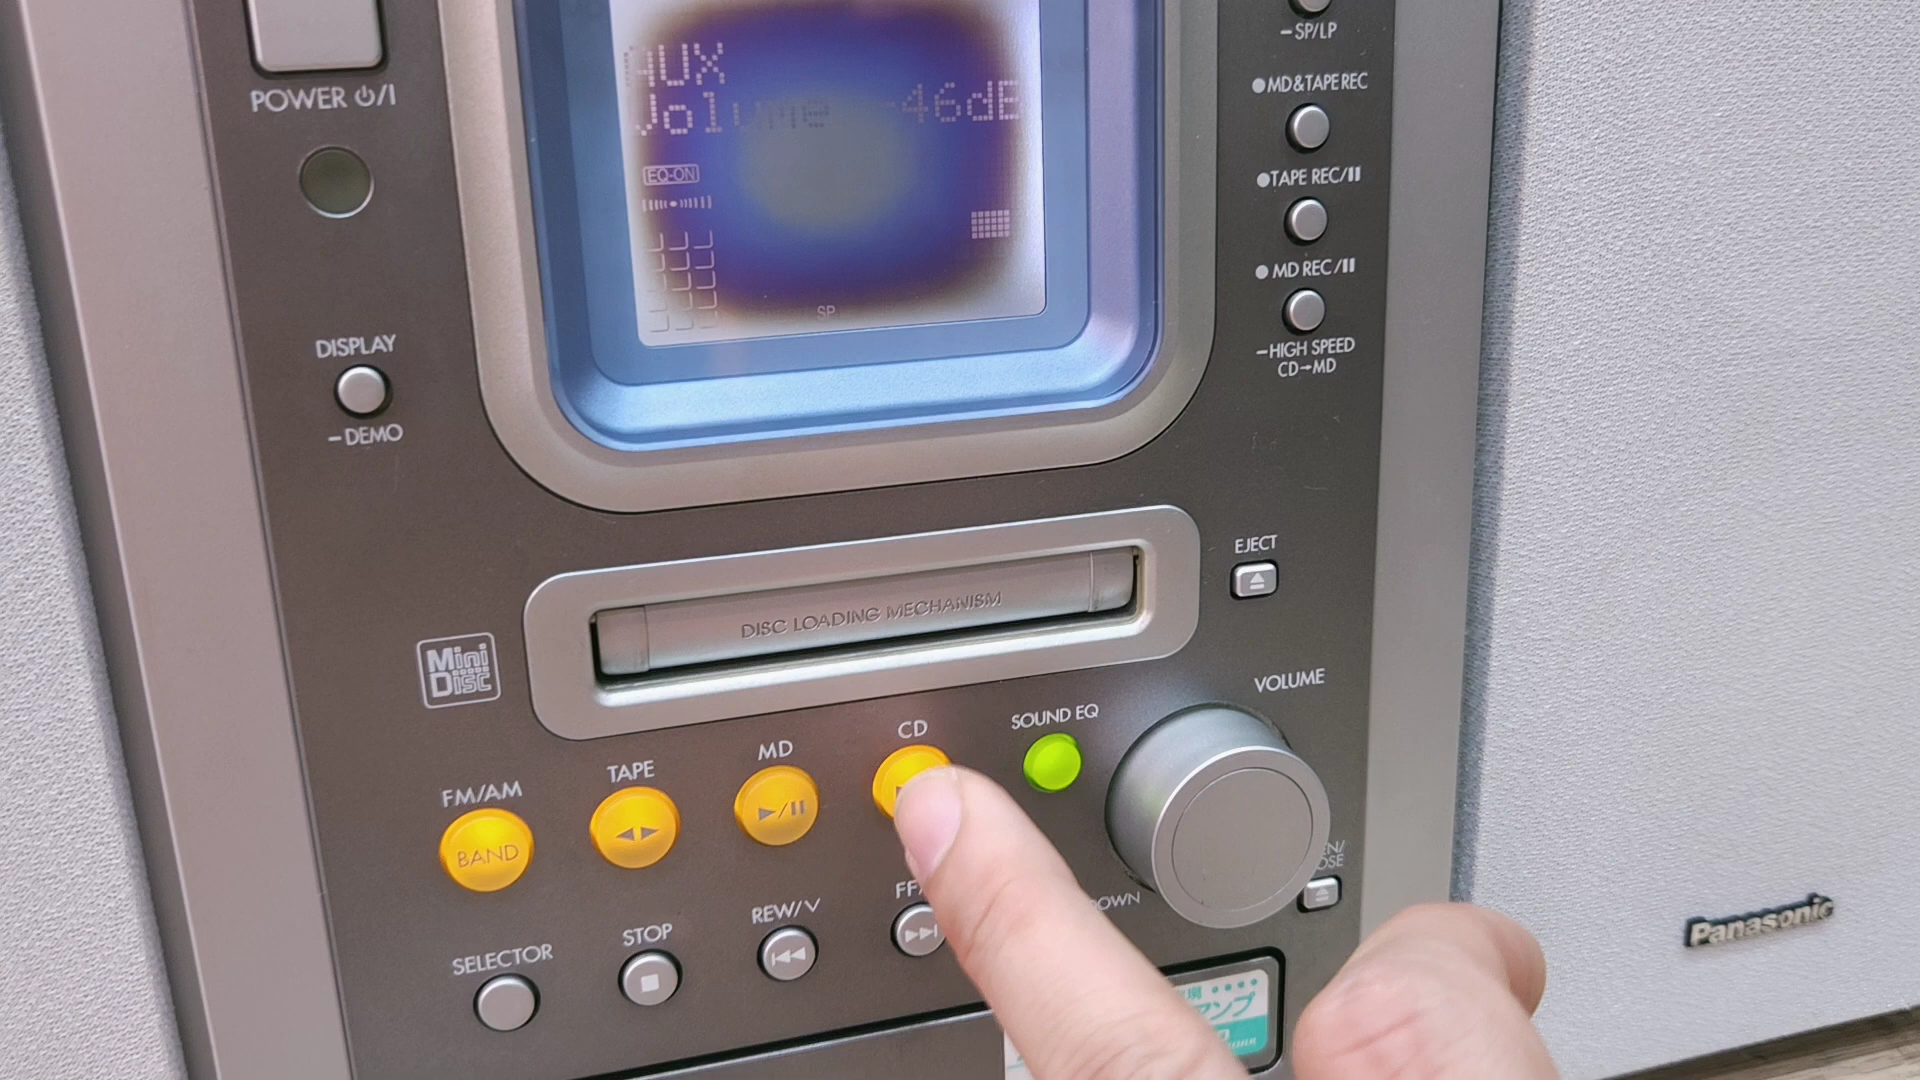 POWER ⏻/I
AUX
Volume -46dB
EQ-ON
SP
DISPLAY
–DEMO
–SP/LP
●MD&TAPE REC
●TAPE REC/II
●MD REC/II
–HIGH SPEED
CD→MD
DISC LOADING MECHANISM
EJECT
Mini
Disc
VOLUME
FM/AM
BAND
TAPE
MD
CD
SOUND EQ
SELECTOR
STOP
REW/∨
DOWN
Panasonic